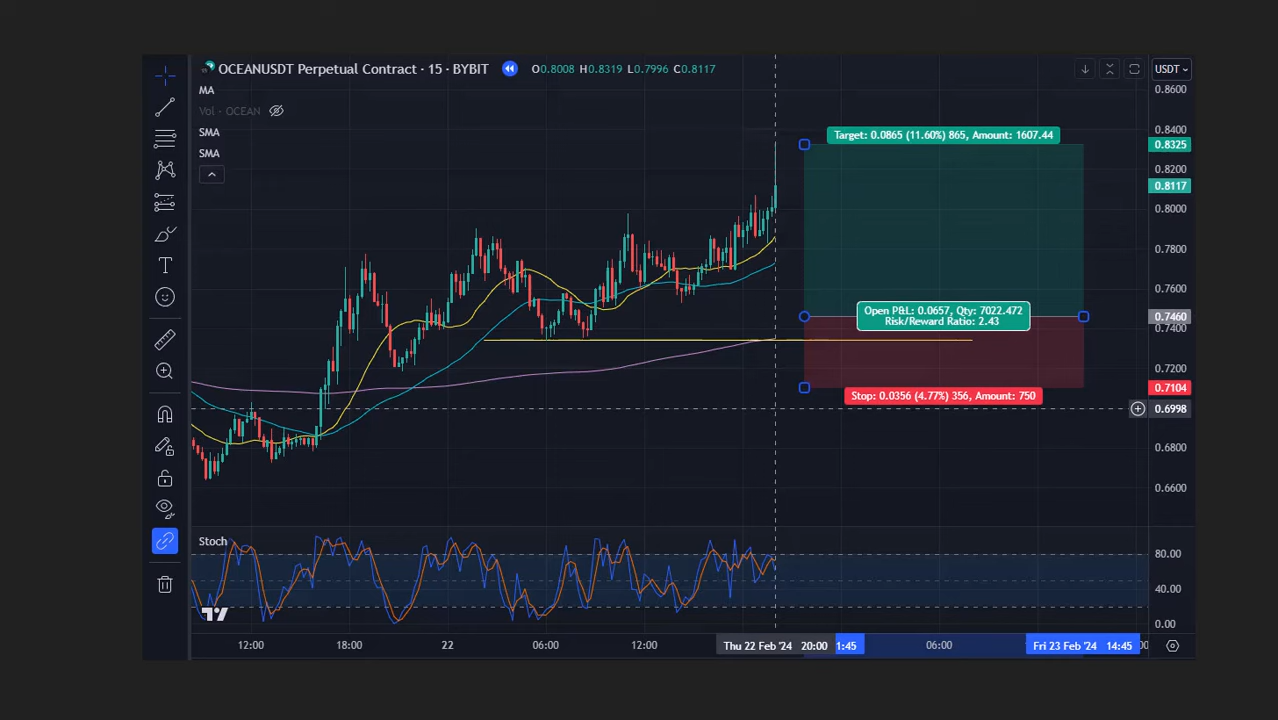 OCEANUSDT Perpetual Contract · 15 · BYBIT O0.8008 H0.8319 L0.7996 C0.8117
USDT
MA
Vol · OCEAN
SMA
SMA
0.8600
0.8400
Target: 0.0865 (11.60%) 865, Amount: 1607.44
0.8325
0.8200
0.8117
0.8000
0.7800
0.7600
Open P&L: 0.0657, Qty: 7022.472
Risk/Reward Ratio: 2.43
0.7460
0.7400
0.7200
0.7104
Stop: 0.0356 (4.77%) 356, Amount: 750
0.6998
0.6800
0.6600
Stoch
80.00
40.00
0.00
12:00 18:00 22 06:00 12:00 Thu 22 Feb '24 20:00 1:45 06:00 Fri 23 Feb '24 14:45